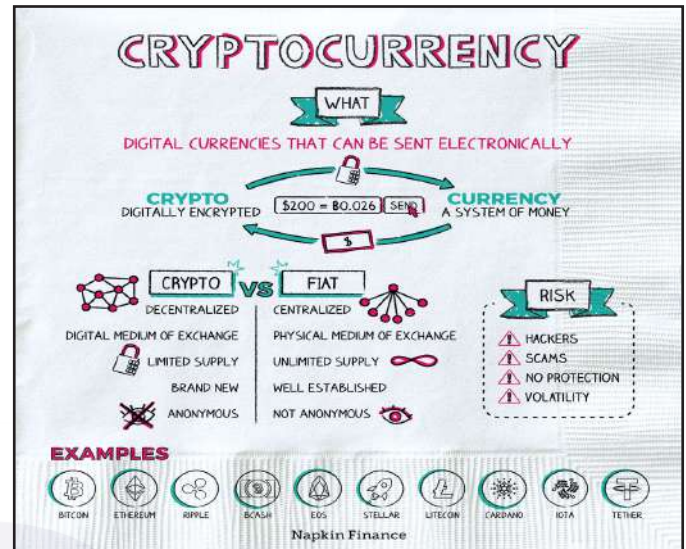 CRYPTOCURRENCY
WHAT
DIGITAL CURRENCIES THAT CAN BE SENT ELECTRONICALLY
CRYPTO
DIGITALLY ENCRYPTED
$200 = B0.026 SEND
CURRENCY
A SYSTEM OF MONEY
$
CRYPTO VS FIAT
DECENTRALIZED CENTRALIZED
DIGITAL MEDIUM OF EXCHANGE PHYSICAL MEDIUM OF EXCHANGE
LIMITED SUPPLY UNLIMITED SUPPLY
BRAND NEW WELL ESTABLISHED
ANONYMOUS NOT ANONYMOUS
RISK
HACKERS
SCAMS
NO PROTECTION
VOLATILITY
EXAMPLES
BITCOIN ETHEREUM RIPPLE BCASH EOS STELLAR LITECOIN CARDANO IOTA TETHER
Napkin Finance